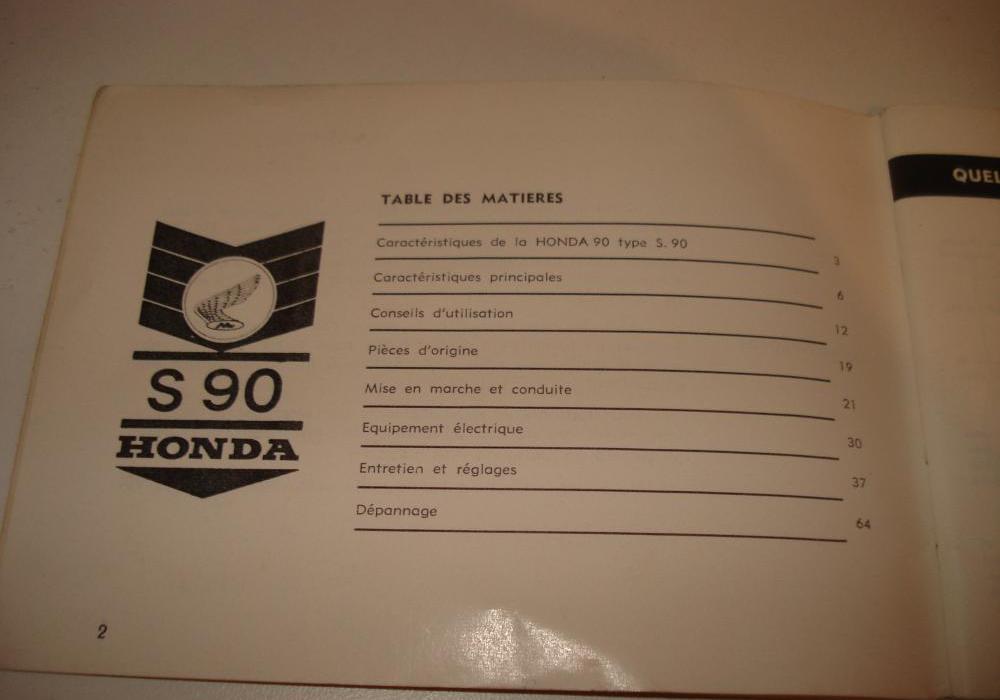 TABLE DES MATIERES
Caractéristiques de la HONDA 90 type S. 90 3
Caractéristiques principales 6
Conseils d'utilisation 12
Pièces d'origine 19
Mise en marche et conduite 21
Equipement électrique 30
Entretien et réglages 37
Dépannage 64
S 90
HONDA
2
QUEL